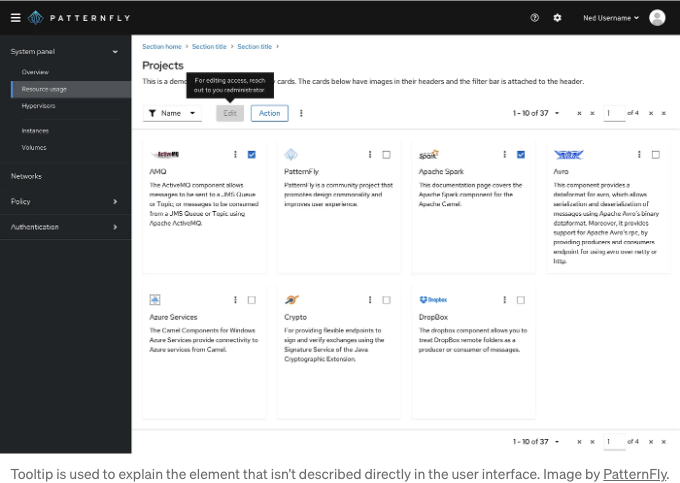 PATTERNFLY
Ned Username
System panel
Overview
Resource usage
Hypervisors
Instances
Volumes
Networks
Policy
Authentication
Section home > Section title > Section title >
Projects
This is a demo
For editing access, reach
out to you radministrator.
cards. The cards below have images in their headers and the filter bar is attached to the header.
Name
Edit
Action
1 - 10 of 37
1 of 4
ActiveMQ
AMQ
The ActiveMQ component allows
messages to be sent to a JMS Queue
or Topic; or messages to be consumed
from a JMS Queue or Topic using
Apache ActiveMQ.
PatternFly
PatternFly is a community project that
promotes design commonality and
improves user experience.
Spark
Apache Spark
This documentation page covers the
Apache Spark component for the
Apache Camel.
Avro
This component provides a
dataformat for avro, which allows
serialization and deserialization of
messages using Apache Avro's binary
dataformat. Moreover, it provides
support for Apache Avro's rpc, by
providing producers and consumers
endpoint for using avro over netty or
http.
Azure Services
The Camel Components for Windows
Azure Services provide connectivity to
Azure services from Camel.
Crypto
For providing flexible endpoints to
sign and verify exchanges using the
Signature Service of the Java
Cryptographic Extension.
Dropbox
DropBox
The dropbox component allows you to
treat DropBox remote folders as a
producer or consumer of messages.
1 - 10 of 37
1 of 4
Tooltip is used to explain the element that isn't described directly in the user interface. Image by PatternFly.